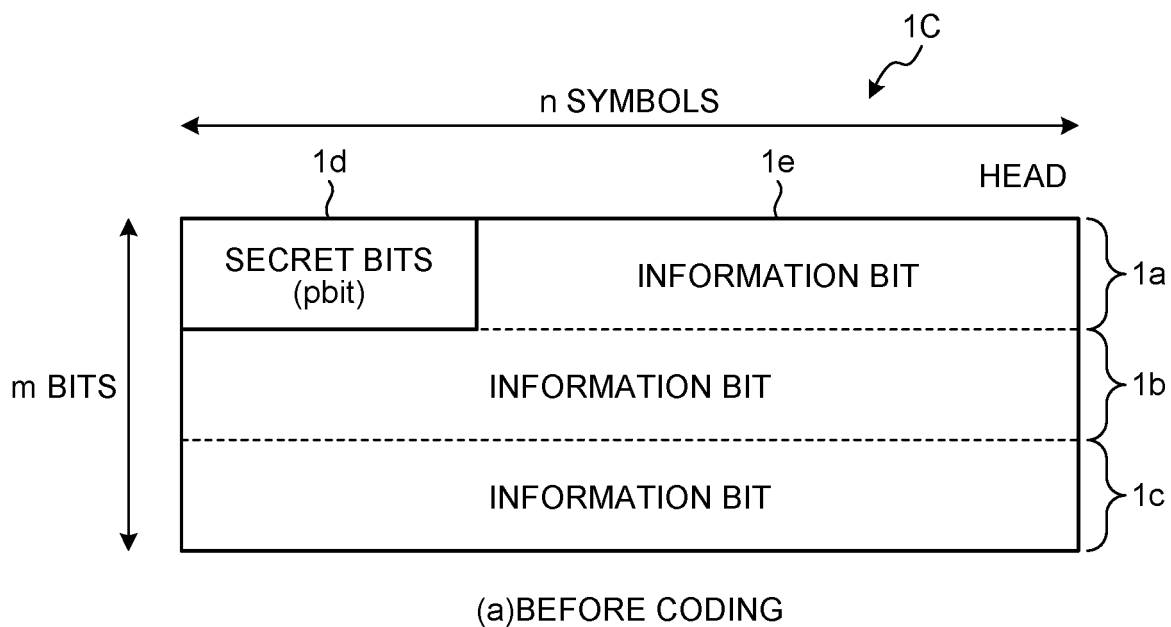 1C
n SYMBOLS
1d
1e
HEAD
SECRET BITS
(pbit)
INFORMATION BIT
1a
m BITS
INFORMATION BIT
1b
INFORMATION BIT
1c
(a)BEFORE CODING